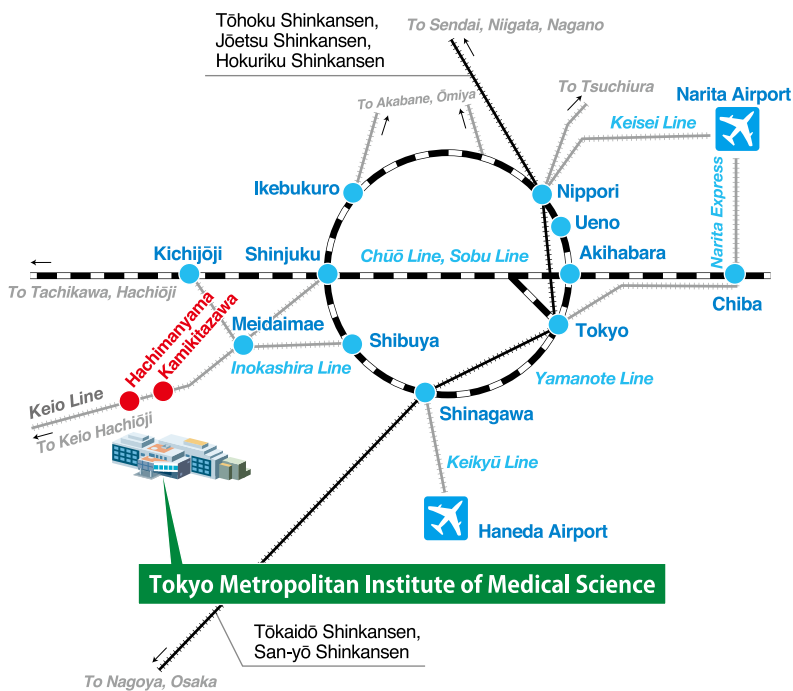 Tōhoku Shinkansen,
Jōetsu Shinkansen,
Hokuriku Shinkansen
To Sendai, Niigata, Nagano
To Akabane, Ōmiya
To Tsuchiura
Narita Airport
Keisei Line
Ikebukuro
Nippori
Ueno
Narita Express
Kichijōji
Shinjuku
Chūō Line, Sobu Line
Akihabara
To Tachikawa, Hachiōji
Chiba
Hachimanyama
Kamikitazawa
Meidaimae
Shibuya
Tokyo
Inokashira Line
Yamanote Line
Keio Line
To Keio Hachiōji
Shinagawa
Keikyū Line
Haneda Airport
Tokyo Metropolitan Institute of Medical Science
Tōkaidō Shinkansen,
San-yō Shinkansen
To Nagoya, Osaka